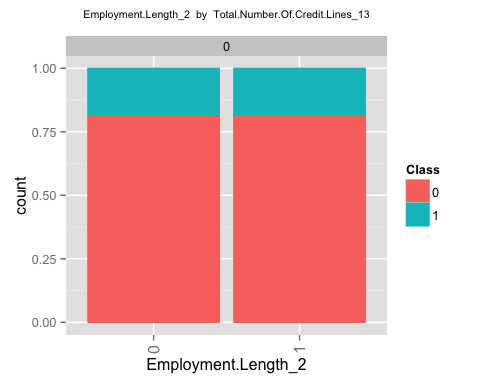 Employment.Length_2 by Total.Number.Of.Credit.Lines_13
0
1.00
0.75
0.50
0.25
0.00
count
0
1
Employment.Length_2
Class
0
1